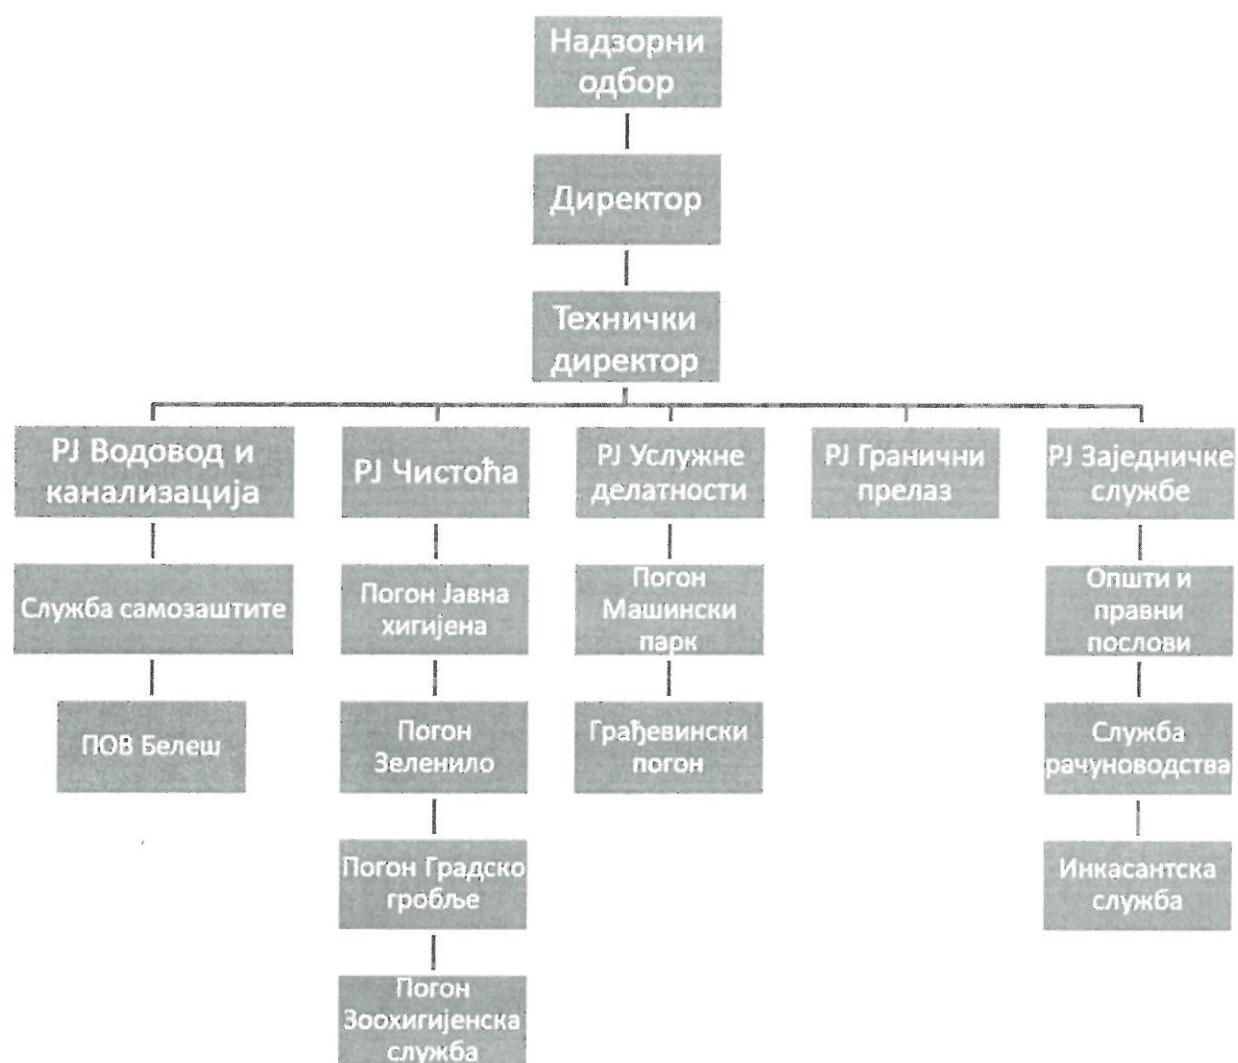 Надзорни
одбор
Директор
Технички
директор
РЈ Водовод и
канализација
РЈ Чистоћа
РЈ Услужне
делатности
РЈ Гранични
прелаз
РЈ Заједничке
службе
Служба самозаштите
Погон Јавна
хигијена
Погон
Машински
парк
Општи и
правни
послови
ПОВ Белеш
Погон
Зеленило
Грађевински
погон
Служба
рачуноводства
Погон Градско
гробље
Инкасантска
служба
Погон
Зоохигијенска
служба